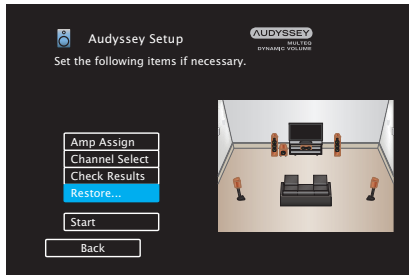 Audyssey Setup
AUDYSSEY
MULTEQ
DYNAMIC VOLUME
Set the following items if necessary.
Amp Assign
Channel Select
Check Results
Restore...
Start
Back